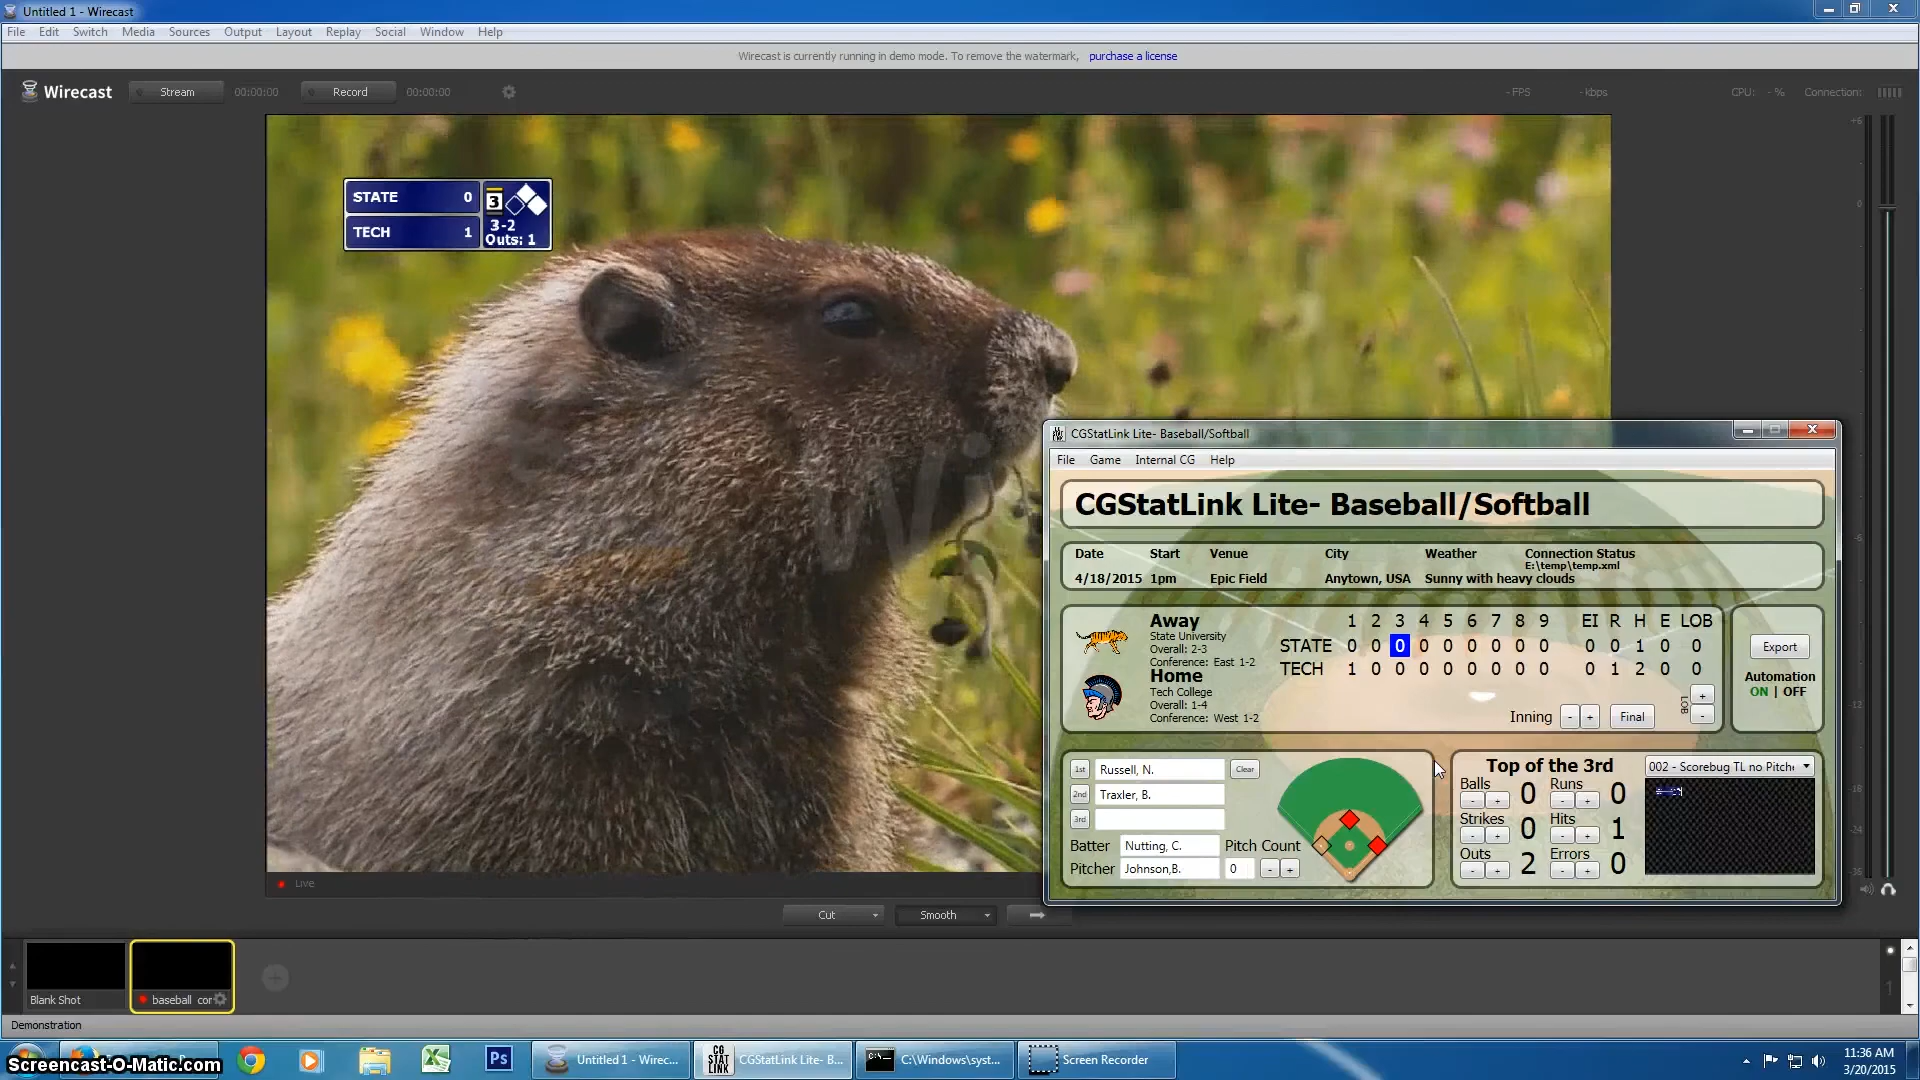 Untitled 1 - Wirecast
File Edit Switch Media Sources Output Layout Replay Social Window Help
Wirecast is currently running in demo mode. To remove the watermark, purchase a license
Wirecast Stream 00:00:00 Record 00:00:00 - FPS - kbps CPU: - % Connection:
STATE 0 3
3-2
TECH 1 Outs: 1
Wi
CGStatLink Lite- Baseball/Softball
File Game Internal CG Help
CGStatLink Lite- Baseball/Softball
Date Start Venue City Weather Connection Status
E:\temp\temp.xml
4/18/2015 1pm Epic Field Anytown, USA Sunny with heavy clouds
Away 1 2 3 4 5 6 7 8 9 EI R H E LOB
State University
Overall: 2-3
Conference: East 1-2
STATE 0 0 0 0 0 0 0 0 0 0 0 1 0 0
Export
Home
TECH 1 0 0 0 0 0 0 0 0 0 1 2 0 0
Tech College
Overall: 1-4
Conference: West 1-2
Automation
ON | OFF
Inning - + Final LOB + -
1st Russell, N. Clear
2nd Traxler, B.
3rd
Batter Nutting, C. Pitch Count
Pitcher Johnson,B. 0 - +
Top of the 3rd
002 - Scorebug TL no Pitch
Balls - + 0 Runs - + 0
Strikes - + 0 Hits - + 1
Outs - + 2 Errors - + 0
Live
Cut Smooth
Blank Shot baseball cor
1
Demonstration
Screencast-O-Matic.com
Ps
Untitled 1 - Wirec...
CG STAT LINK
CGStatLink Lite- B...
C:\Windows\syst...
Screen Recorder
11:36 AM
3/20/2015